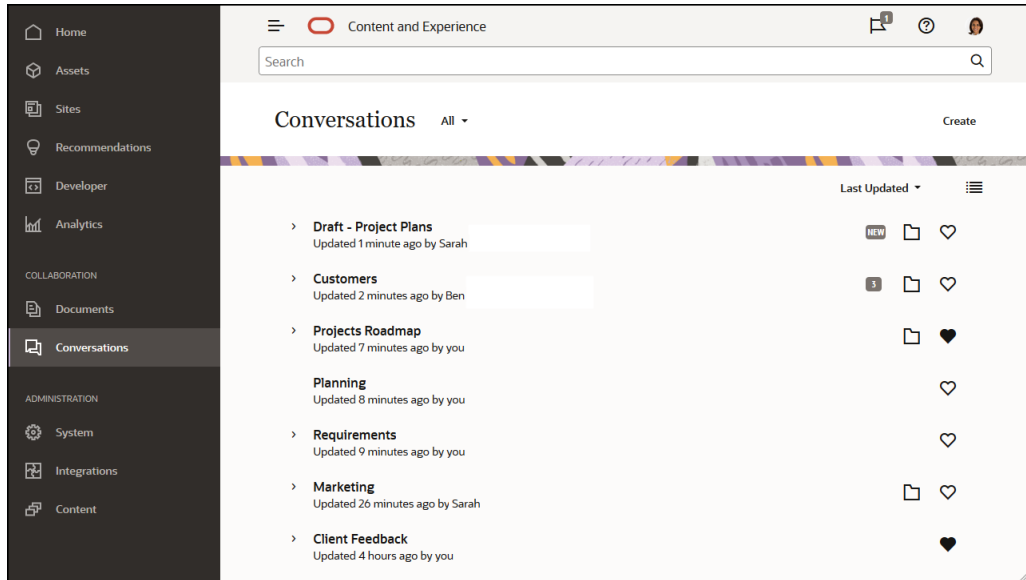 Home
Assets
Sites
Recommendations
Developer
Analytics
COLLABORATION
Documents
Conversations
ADMINISTRATION
System
Integrations
Content
Content and Experience
1
Search
Conversations All
Create
Last Updated
Draft - Project Plans
Updated 1 minute ago by Sarah
NEW
Customers
Updated 2 minutes ago by Ben
3
Projects Roadmap
Updated 7 minutes ago by you
Planning
Updated 8 minutes ago by you
Requirements
Updated 9 minutes ago by you
Marketing
Updated 26 minutes ago by Sarah
Client Feedback
Updated 4 hours ago by you